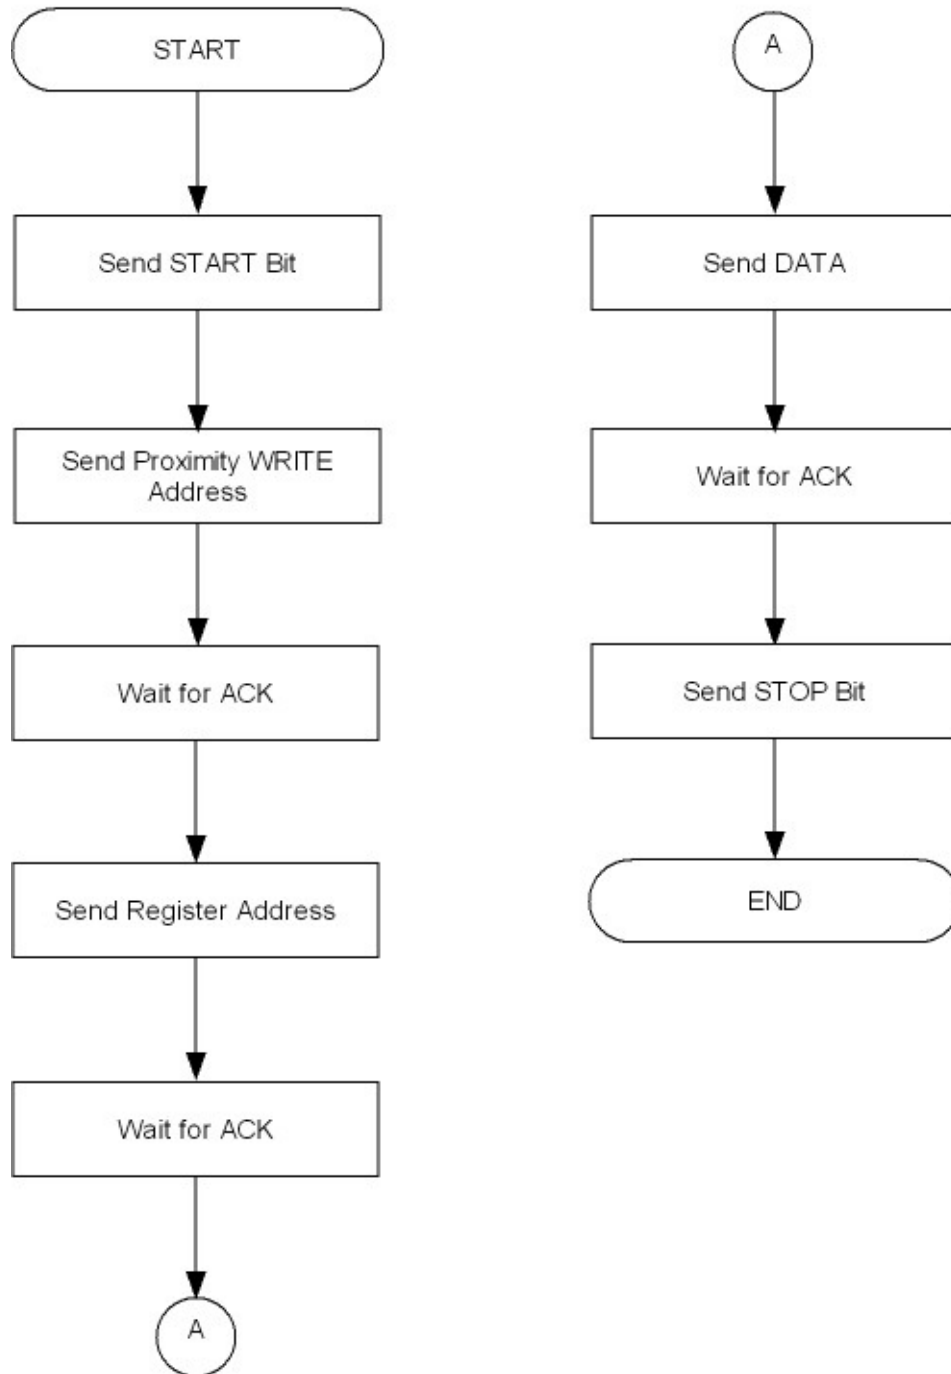 START
Send START Bit
Send Proximity WRITE
Address
Wait for ACK
Send Register Address
Wait for ACK
A
A
Send DATA
Wait for ACK
Send STOP Bit
END